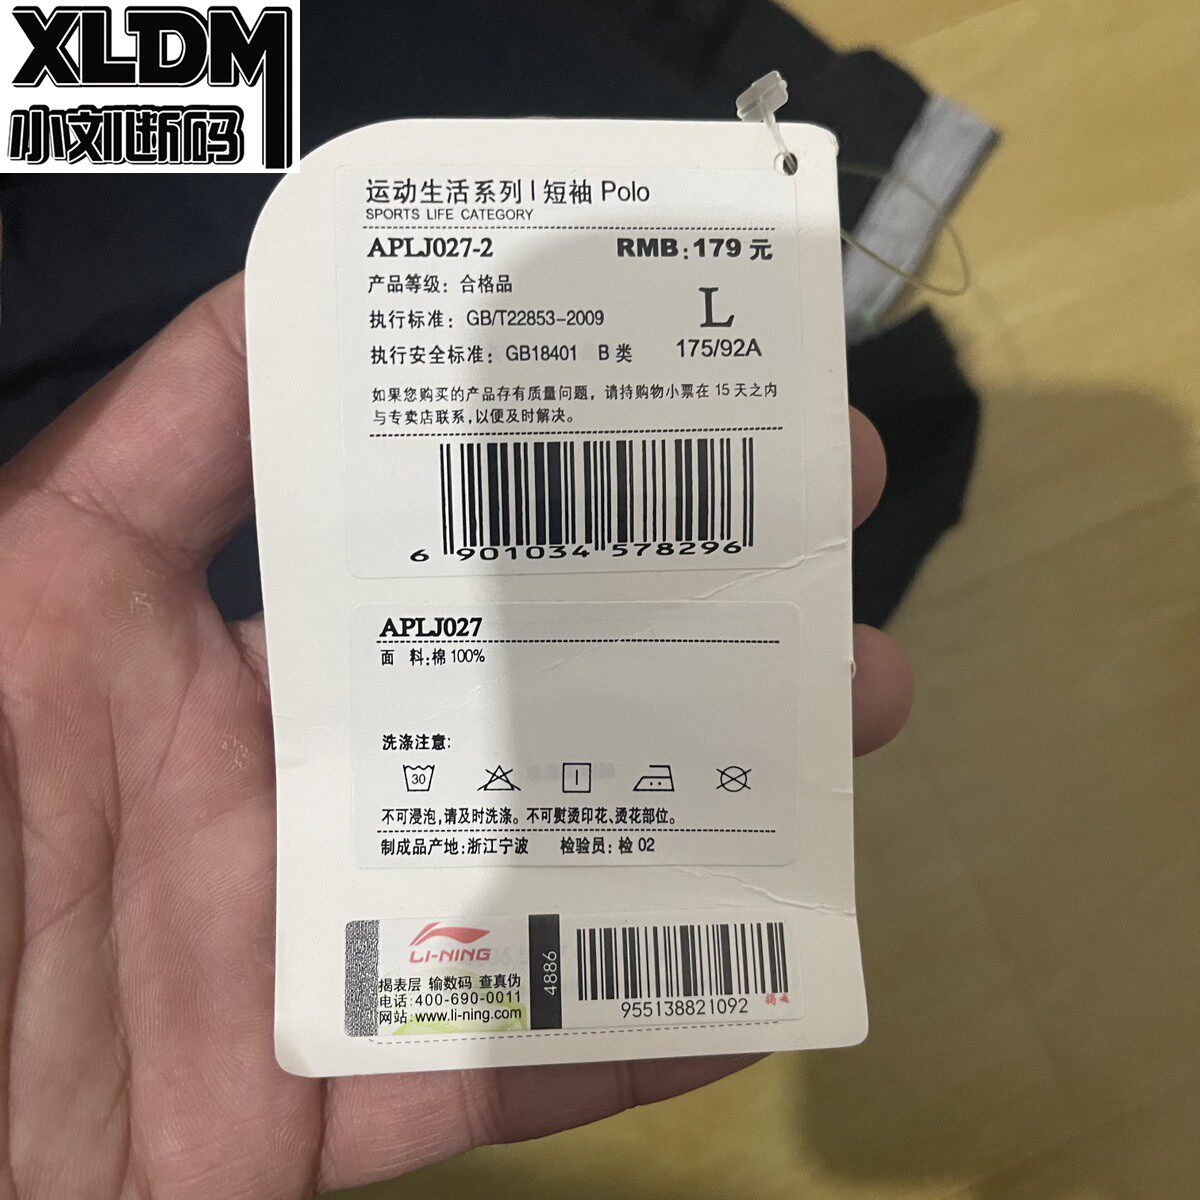 XLDM
小刘断码
运动生活系列 | 短袖 Polo
SPORTS LIFE CATEGORY
APLJ027-2 RMB:179 元
产品等级: 合格品
执行标准: GB/T22853-2009
L
执行安全标准: GB18401 B 类
175/92A
如果您购买的产品存有质量问题，请持购物小票在 15 天之内
与专卖店联系,以便及时解决。
6 901034 578296
APLJ027
面 料:棉 100%
洗涤注意:
30
不可浸泡,请及时洗涤。不可熨烫印花、烫花部位。
制成品产地:浙江宁波 检验员: 检 02
LI-NING
揭表层 输数码 查真伪
电话:400-690-0011
网站:www.li-ning.com
4886
955138821092